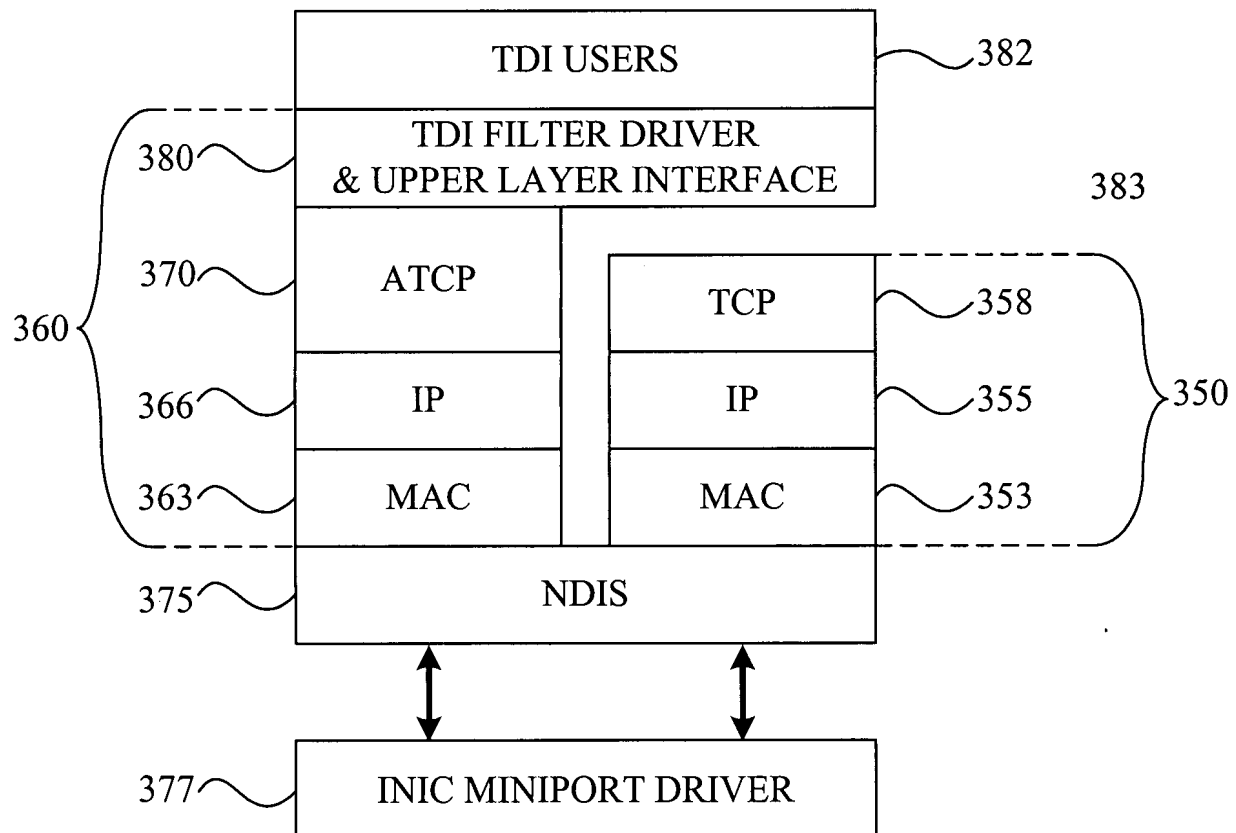 TDI USERS
382
380
TDI FILTER DRIVER
& UPPER LAYER INTERFACE
383
370
ATCP
TCP
358
360
366
IP
IP
355
350
363
MAC
MAC
353
375
NDIS
377
INIC MINIPORT DRIVER